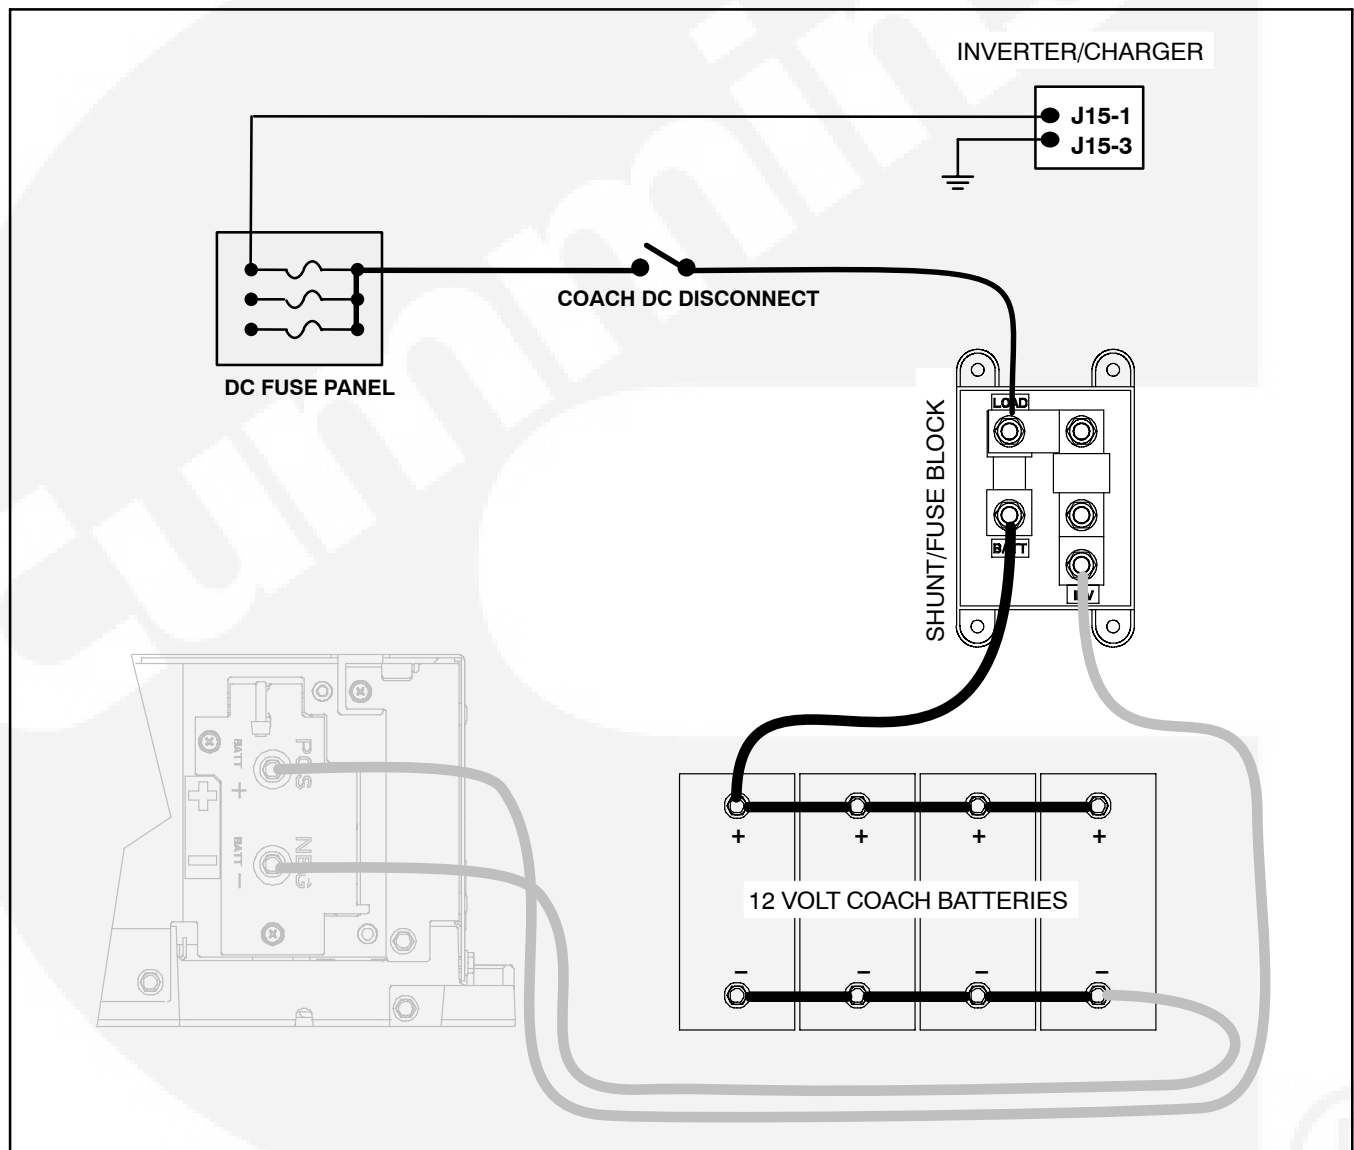 Cummins
INVERTER/CHARGER
J15-1
J15-3
COACH DC DISCONNECT
DC FUSE PANEL
SHUNT/FUSE BLOCK
LOAD
BATT
INV
POS
BATT
+
NEG
BATT
−
+ + + +
12 VOLT COACH BATTERIES
− − − −